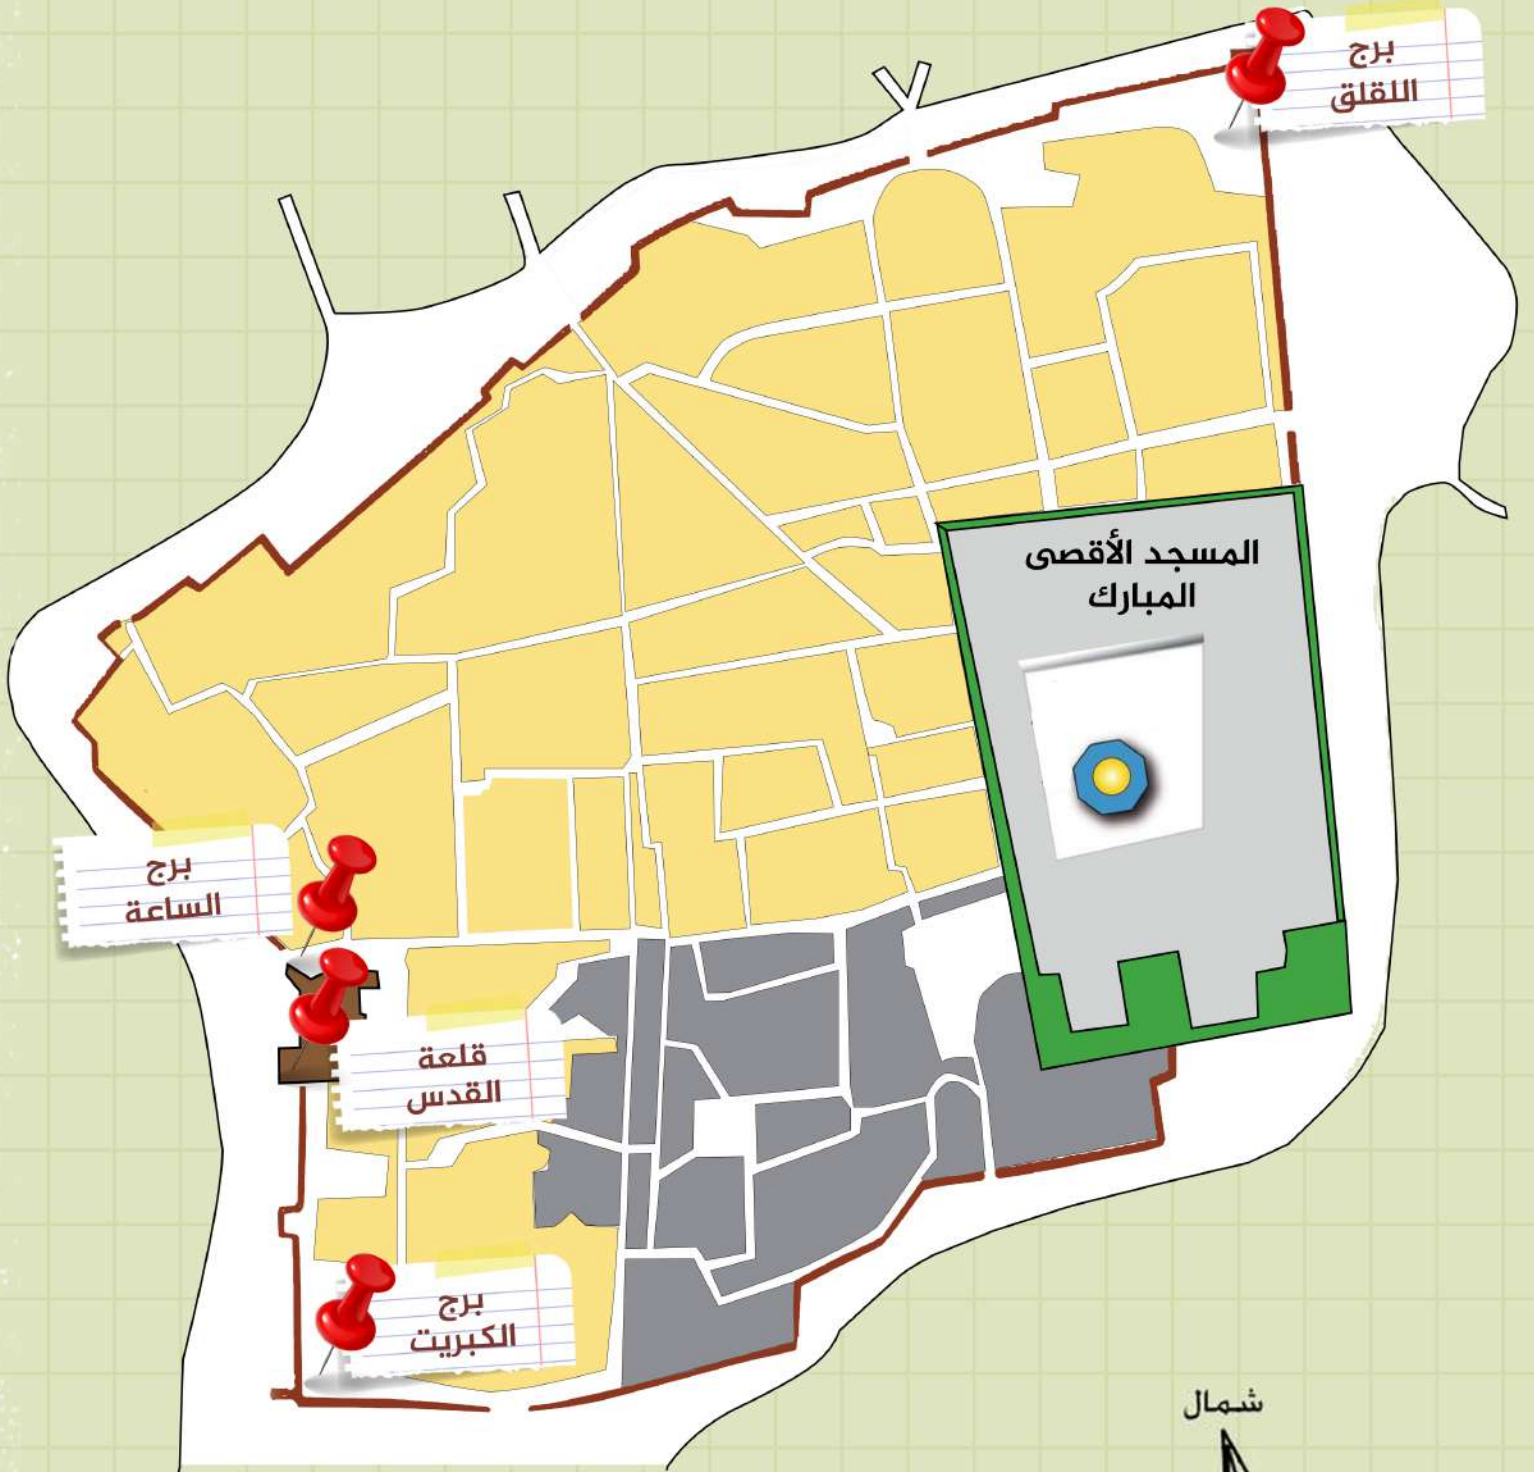 برج
اللقلق
المسجد الأقصى
المبارك
برج
الساعة
قلعة
القدس
برج
الكبريت
شمال